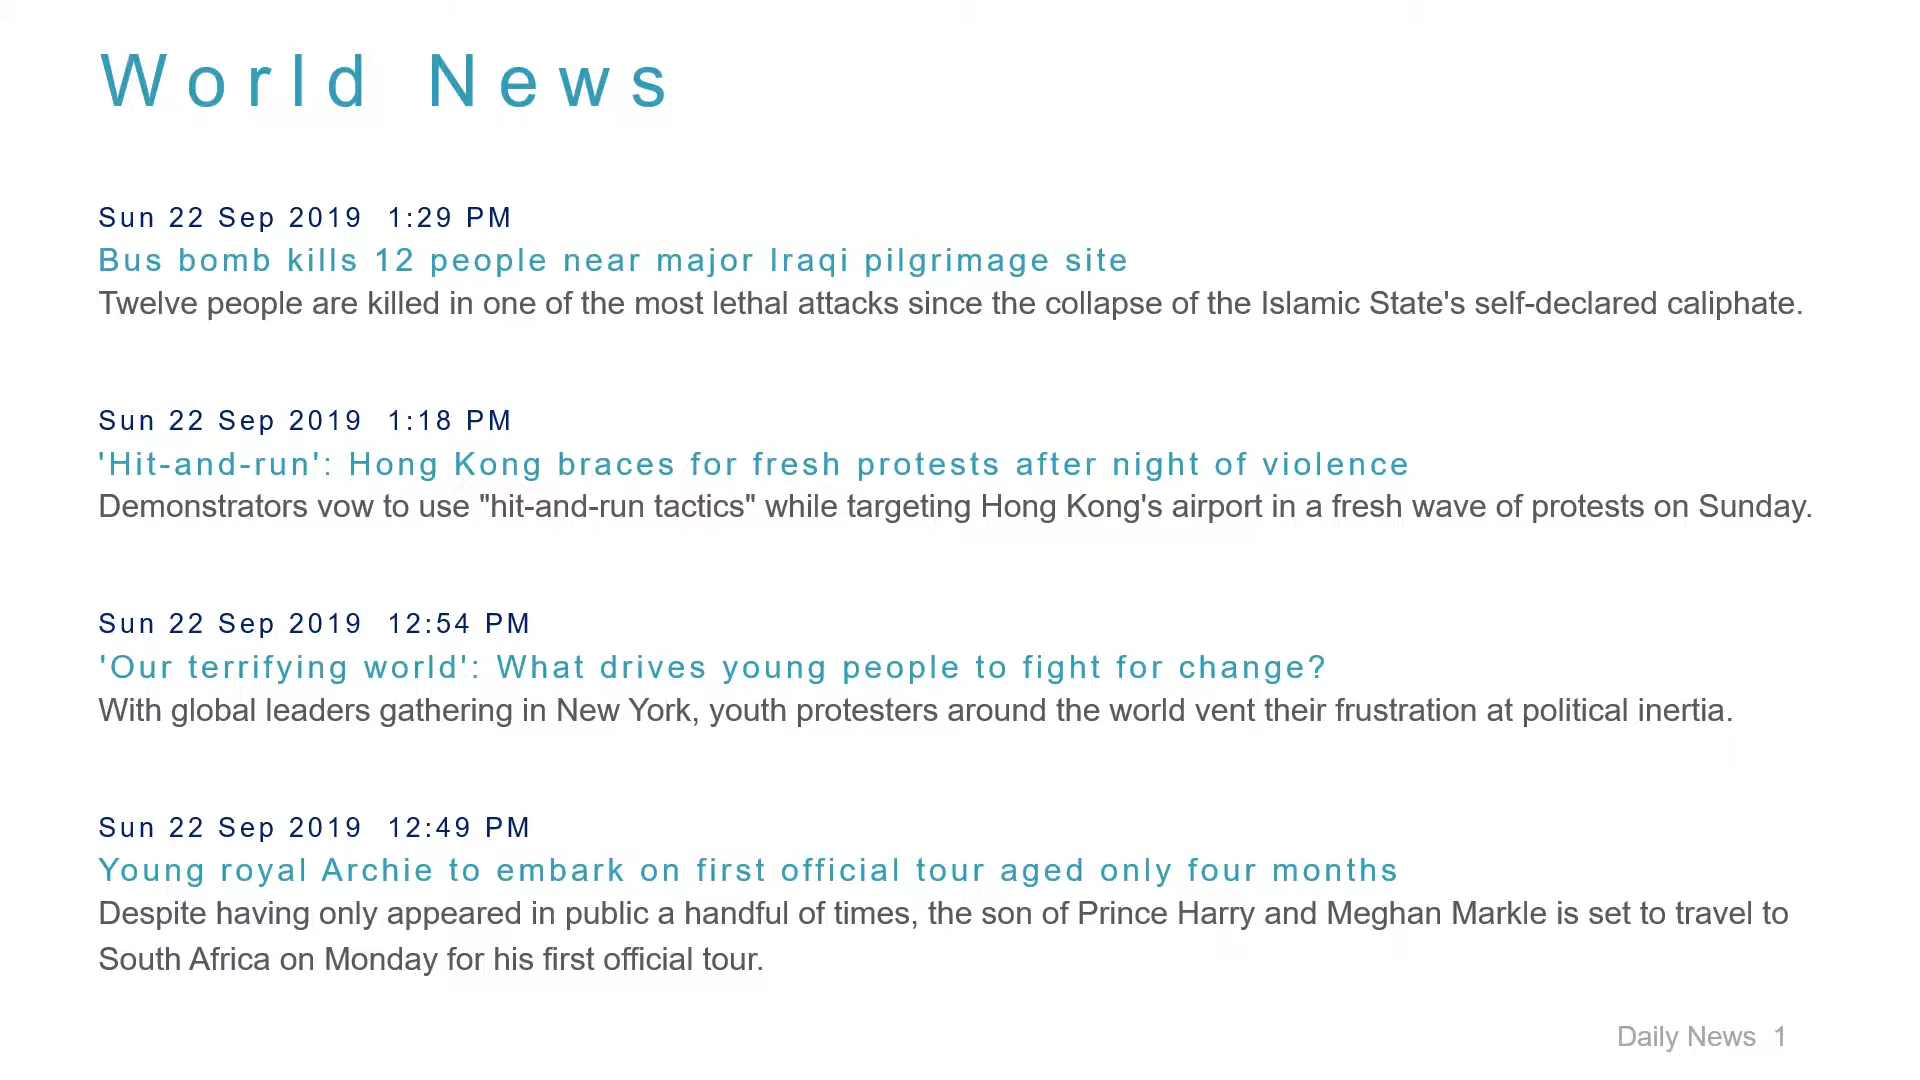 World News
Sun 22 Sep 2019  1:29 PM
Bus bomb kills 12 people near major Iraqi pilgrimage site
Twelve people are killed in one of the most lethal attacks since the collapse of the Islamic State's self-declared caliphate.
Sun 22 Sep 2019  1:18 PM
'Hit-and-run': Hong Kong braces for fresh protests after night of violence
Demonstrators vow to use "hit-and-run tactics" while targeting Hong Kong's airport in a fresh wave of protests on Sunday.
Sun 22 Sep 2019  12:54 PM
'Our terrifying world': What drives young people to fight for change?
With global leaders gathering in New York, youth protesters around the world vent their frustration at political inertia.
Sun 22 Sep 2019  12:49 PM
Young royal Archie to embark on first official tour aged only four months
Despite having only appeared in public a handful of times, the son of Prince Harry and Meghan Markle is set to travel to
South Africa on Monday for his first official tour.
Daily News  1